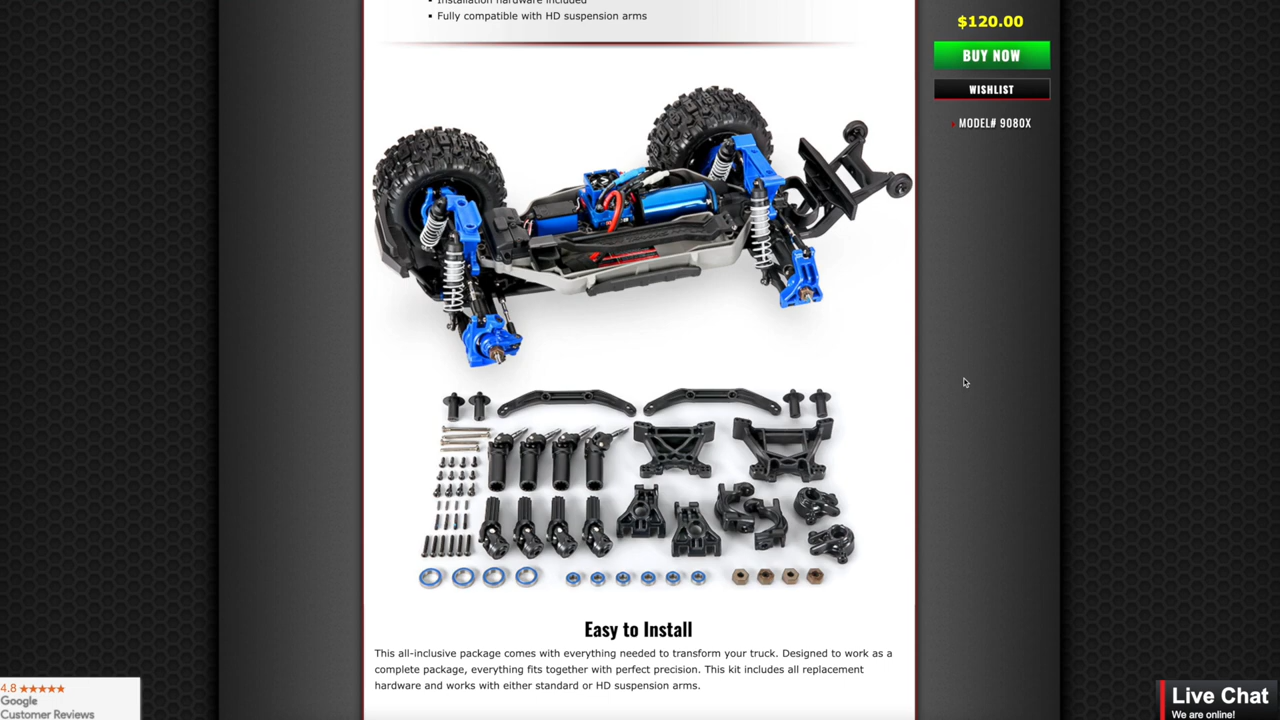 Installation hardware included
Fully compatible with HD suspension arms
$120.00
BUY NOW
WISHLIST
MODEL# 9080X
Easy to Install
This all-inclusive package comes with everything needed to transform your truck. Designed to work as a
complete package, everything fits together with perfect precision. This kit includes all replacement
hardware and works with either standard or HD suspension arms.
4.8 ★★★★★
Google
Customer Reviews
Live Chat
We are online!